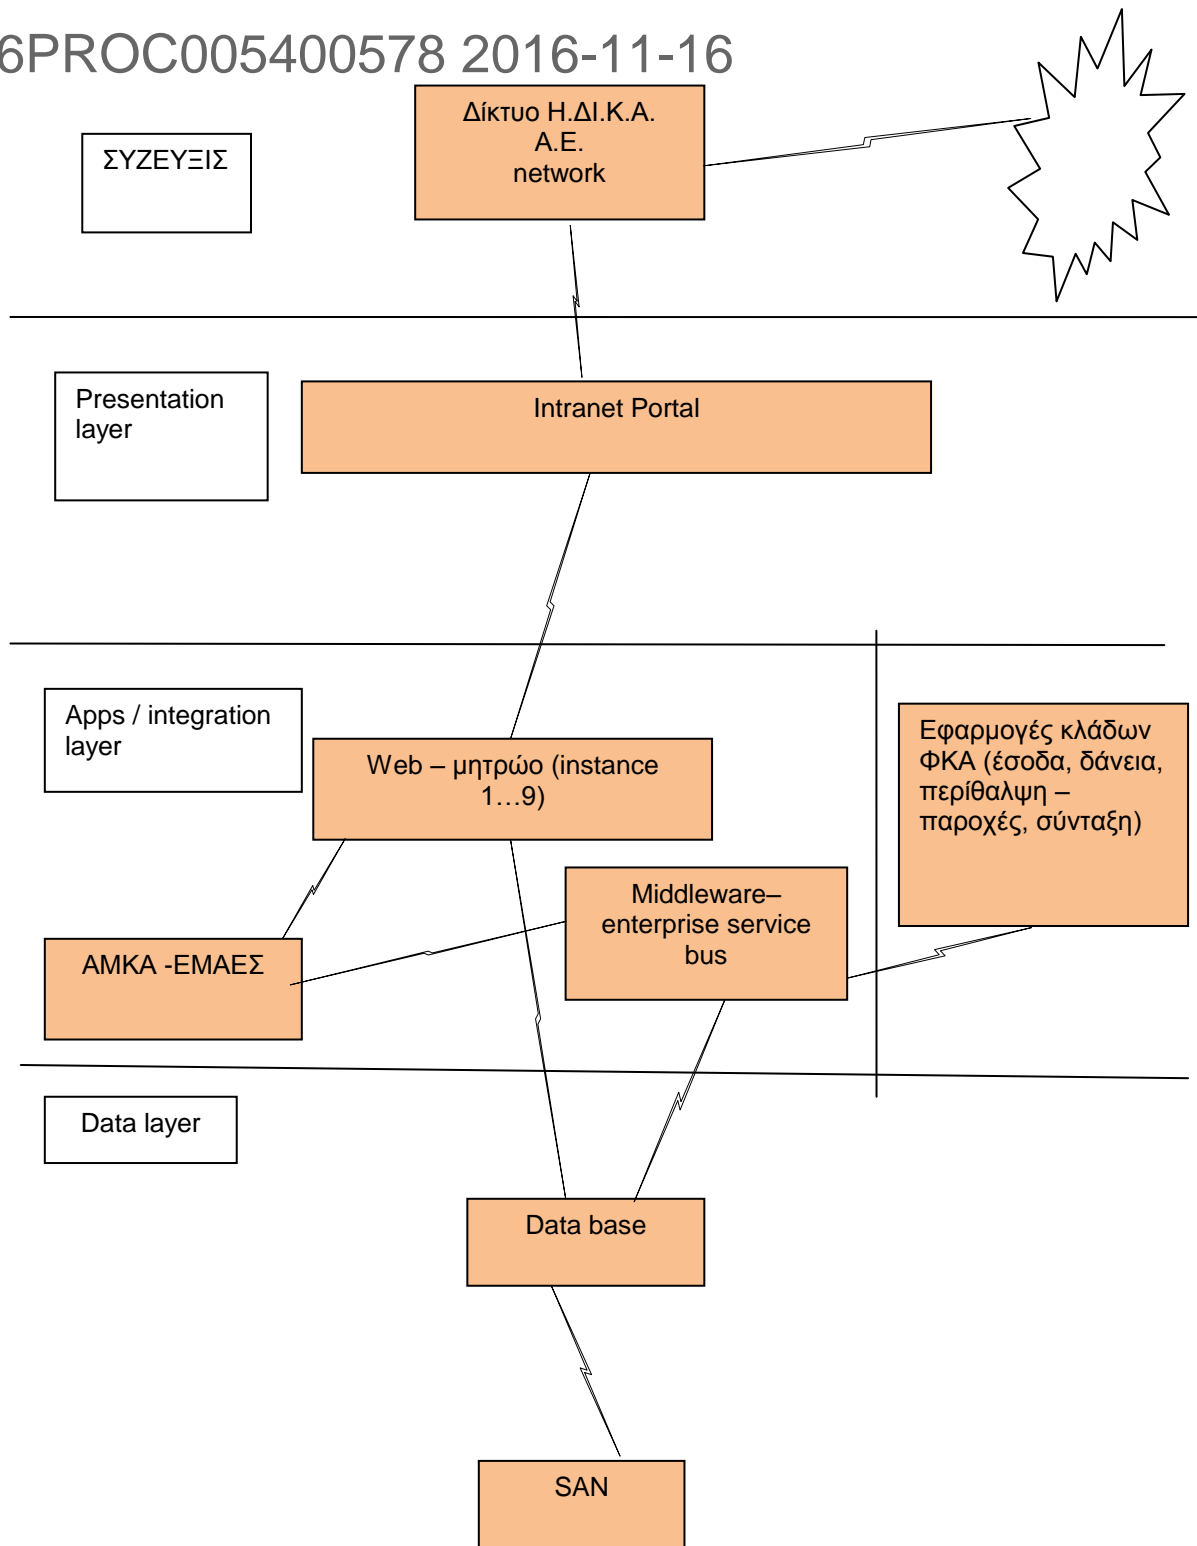 6PROC005400578 2016-11-16
Δίκτυο Η.ΔΙ.Κ.Α.
Α.Ε.
network
ΣΥΖΕΥΞΙΣ
Presentation
layer
Intranet Portal
Apps / integration
layer
Web – μητρώο (instance
1…9)
Εφαρμογές κλάδων
ΦΚΑ (έσοδα, δάνεια,
περίθαλψη –
παροχές, σύνταξη)
Middleware–
enterprise service
bus
ΑΜΚΑ -ΕΜΑΕΣ
Data layer
Data base
SAN